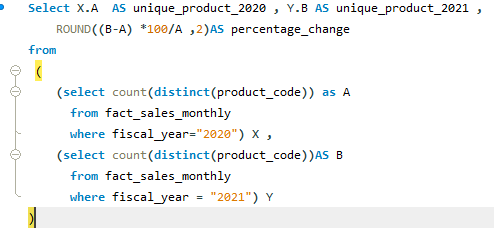 Select X.A  AS unique_product_2020 , Y.B AS unique_product_2021 ,
ROUND((B-A) *100/A ,2)AS percentage_change
from
(
(select count(distinct(product_code)) as A
from fact_sales_monthly
where fiscal_year="2020") X ,
(select count(distinct(product_code))AS B
from fact_sales_monthly
where fiscal_year = "2021") Y
)